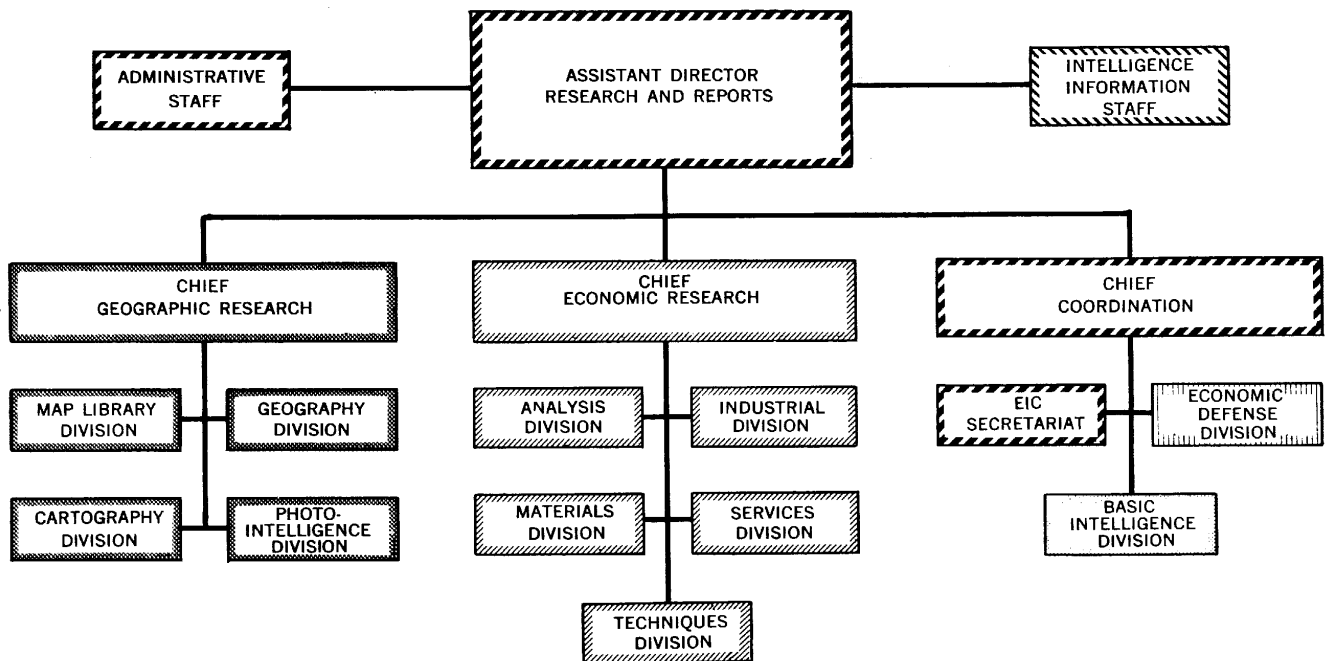 ADMINISTRATIVE
STAFF
ASSISTANT DIRECTOR
RESEARCH AND REPORTS
INTELLIGENCE
INFORMATION
STAFF
CHIEF
GEOGRAPHIC RESEARCH
CHIEF
ECONOMIC RESEARCH
CHIEF
COORDINATION
MAP LIBRARY
DIVISION
GEOGRAPHY
DIVISION
ANALYSIS
DIVISION
INDUSTRIAL
DIVISION
EIC
SECRETARIAT
ECONOMIC
DEFENSE
DIVISION
CARTOGRAPHY
DIVISION
PHOTO-
INTELLIGENCE
DIVISION
MATERIALS
DIVISION
SERVICES
DIVISION
BASIC
INTELLIGENCE
DIVISION
TECHNIQUES
DIVISION